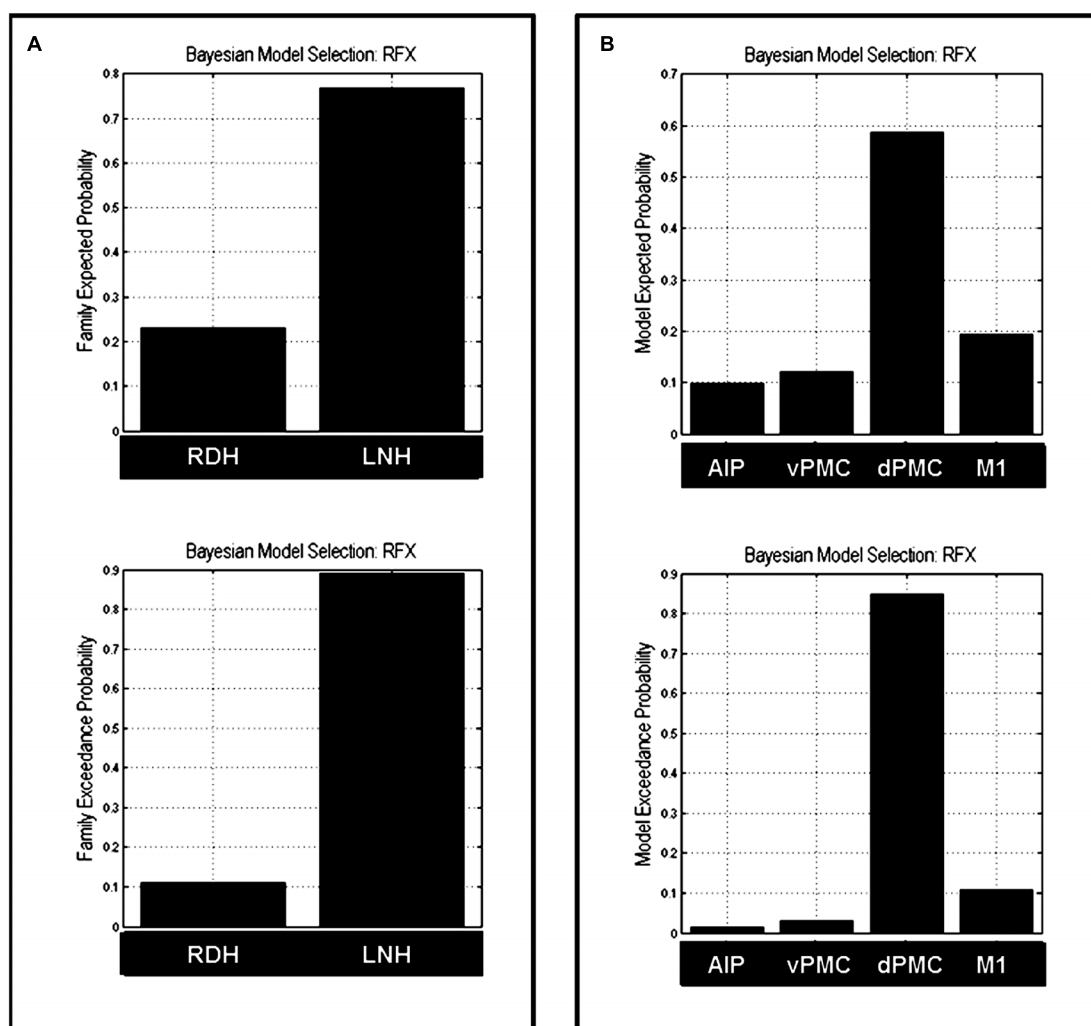 A
Bayesian Model Selection: RFX
Family Expected Probability
0.8
0.7
0.6
0.5
0.4
0.3
0.2
0.1
0
RDH LNH
Bayesian Model Selection: RFX
Family Exceedance Probability
0.9
0.8
0.7
0.6
0.5
0.4
0.3
0.2
0.1
0
RDH LNH
B
Bayesian Model Selection: RFX
Model Expected Probability
0.7
0.6
0.5
0.4
0.3
0.2
0.1
0
AIP vPMC dPMC M1
Bayesian Model Selection: RFX
Model Exceedance Probability
0.9
0.8
0.7
0.6
0.5
0.4
0.3
0.2
0.1
0
AIP vPMC dPMC M1